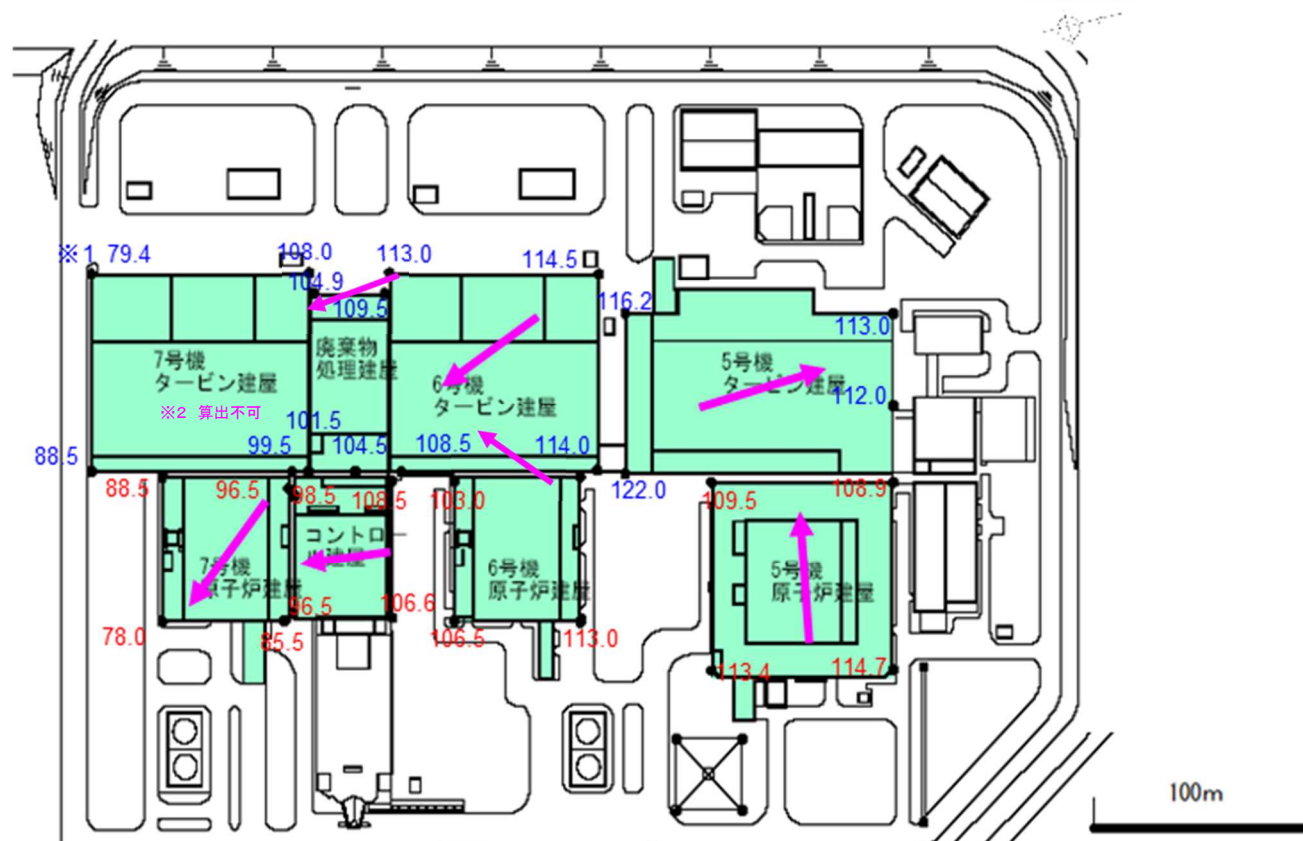 ※1 79.4
108.0
113.0
114.5
104.9
109.5
116.2
113.0
7号機
タービン建屋
※2 算出不可
廃棄物
処理建屋
6号機
タービン建屋
5号機
タービン建屋
112.0
101.5
88.5
99.5
104.5
108.5
114.0
122.0
88.5
96.5
98.5
108.5
103.0
109.5
108.9
7号機
原子炉建屋
コントロー
ル建屋
6号機
原子炉建屋
5号機
原子炉建屋
96.5
106.6
78.0
85.5
106.5
113.0
113.4
114.7
100m